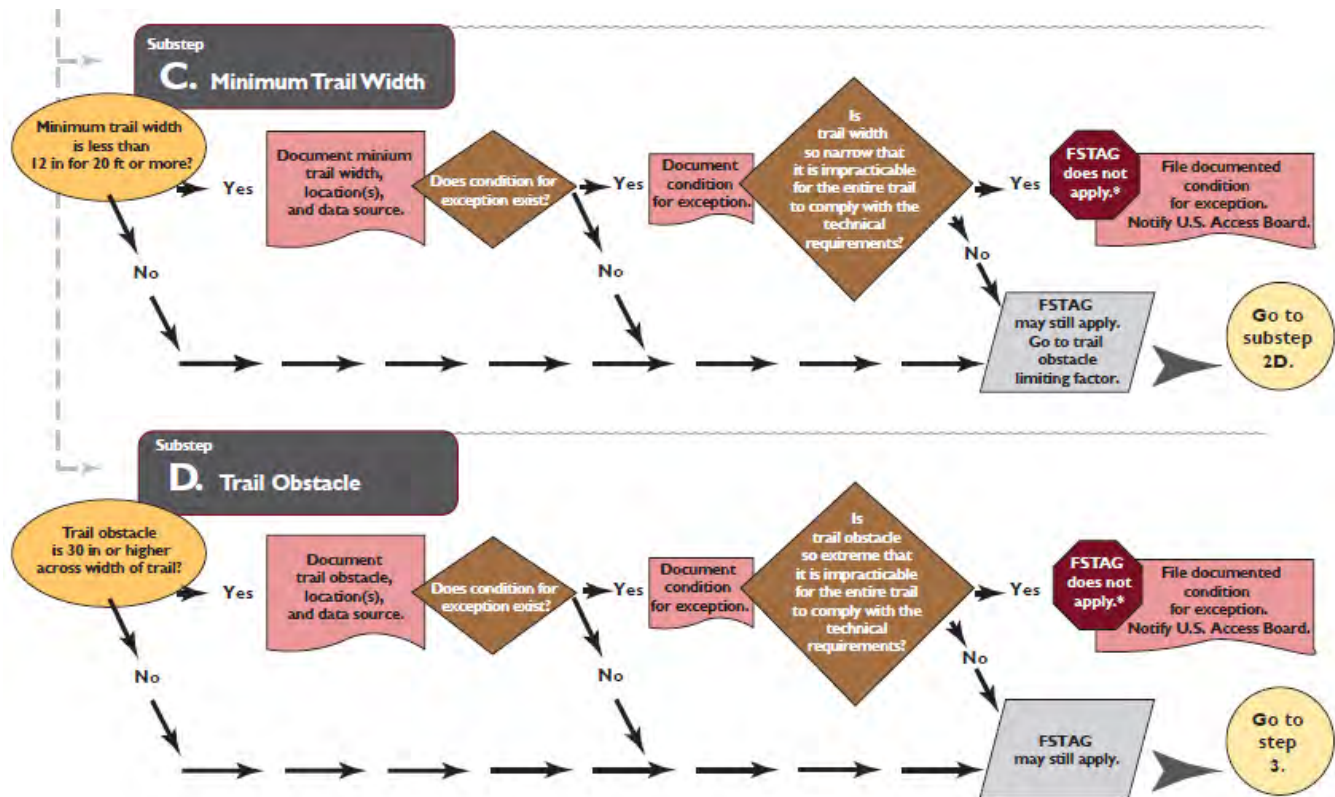 Substep
C. Minimum Trail Width
Minimum trail width
is less than
12 in for 20 ft or more?
Yes
No
Document minium
trail width,
location(s),
and data source.
Does condition for
exception exist?
Yes
No
Document
condition
for exception.
Is
trail width
so narrow that
it is impracticable
for the entire trail
to comply with the
technical
requirements?
Yes
No
FSTAG
does not
apply.*
File documented
condition
for exception.
Notify U.S. Access Board.
FSTAG
may still apply.
Go to trail
obstacle
limiting factor.
Go to
substep
2D.
Substep
D. Trail Obstacle
Trail obstacle
is 30 in or higher
across width of trail?
Yes
No
Document
trail obstacle,
location(s),
and data source.
Does condition for
exception exist?
Yes
No
Document
condition
for exception.
Is
trail obstacle
so extreme that
it is impracticable
for the entire trail
to comply with the
technical
requirements?
Yes
No
FSTAG
does not
apply.*
File documented
condition
for exception.
Notify U.S. Access Board.
FSTAG
may still apply.
Go to
step
3.